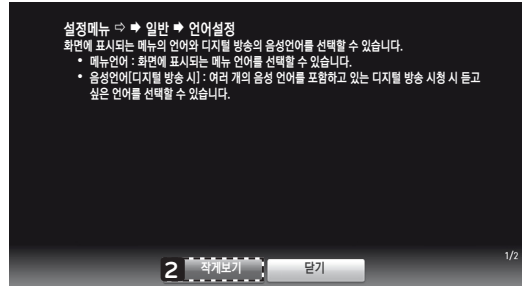 설정메뉴 ⇨ ➡ 일반 ➡ 언어설정
화면에 표시되는 메뉴의 언어와 디지털 방송의 음성언어를 선택할 수 있습니다.
• 메뉴언어 : 화면에 표시되는 메뉴 언어를 선택할 수 있습니다.
• 음성언어[디지털 방송 시] : 여러 개의 음성 언어를 포함하고 있는 디지털 방송 시청 시 듣고
싶은 언어를 선택할 수 있습니다.
1/2
2 작게보기 닫기